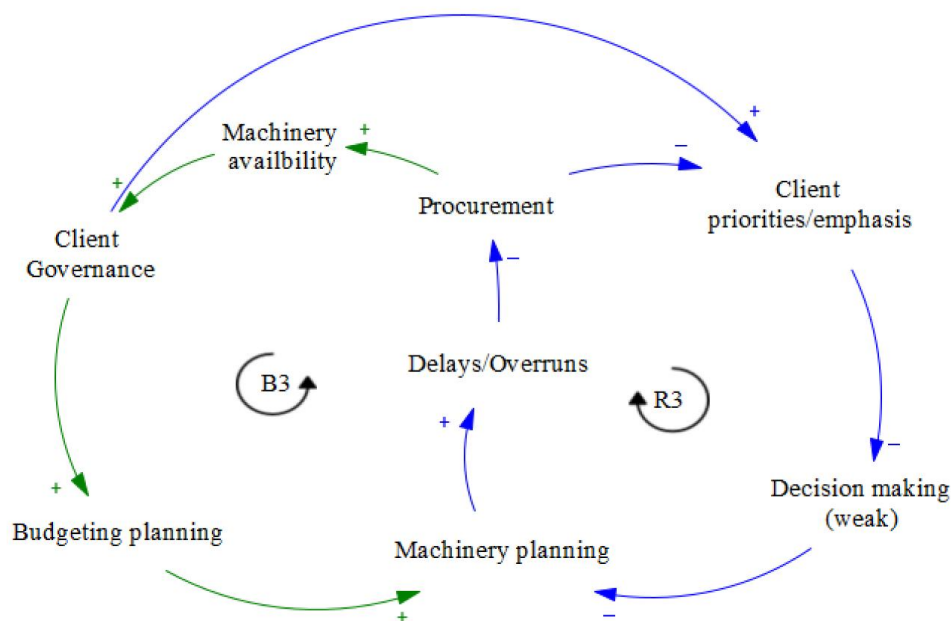 +
Machinery
availbility
+
−
+
Procurement
Client
priorities/emphasis
Client
Governance
−
Delays/Overruns
B3
R3
+
−
Decision making
(weak)
+
Budgeting planning
Machinery planning
+
−